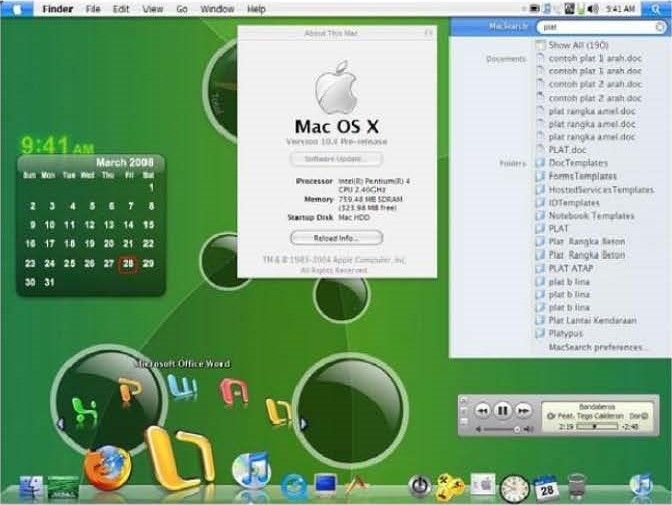 Finder File Edit View Go Window Help
9:41 AM
MacSearch plat
About This Mac
Mac OS X
Version 10.4 Pre-release
Software Update...
Processor Intel(R) Pentium(R) 4
CPU 2.40GHz
Memory 759.48 MB SDRAM
(323.98 MB free)
Startup Disk Mac HDD
Reload Info...
TM & © 1983-2004 Apple Computer, Inc.
All Rights Reserved.
Show All (190)
Documents contoh plat 1 arah.doc
contoh plat 1 arah.doc
contoh plat 2 arah.doc
contoh plat 2 arah.doc
plat rangka amel.doc
plat rangka amel.doc
plat rangka amel.doc
PLAT.doc
Folders DocTemplates
FormsTemplates
HostedServicesTemplates
IDTemplates
Notebook Templates
PLAT
Plat Rangka Beton
Plat Rangka Beton
PLAT ATAP
plat b lina
plat b lina
plat b lina
Plat Lantai Kendaraan
Platypus
MacSearch preferences...
9:41 AM
March 2008
Sun Mon Tue Wed Thu Fri Sat
1
2 3 4 5 6 7 8
9 10 11 12 13 14 15
16 17 18 19 20 21 22
23 24 25 26 27 28 29
30 31
Microsoft Office Word
Bandaleros
Or Feat. Tego Calderon Don
2:19 -2:48
28